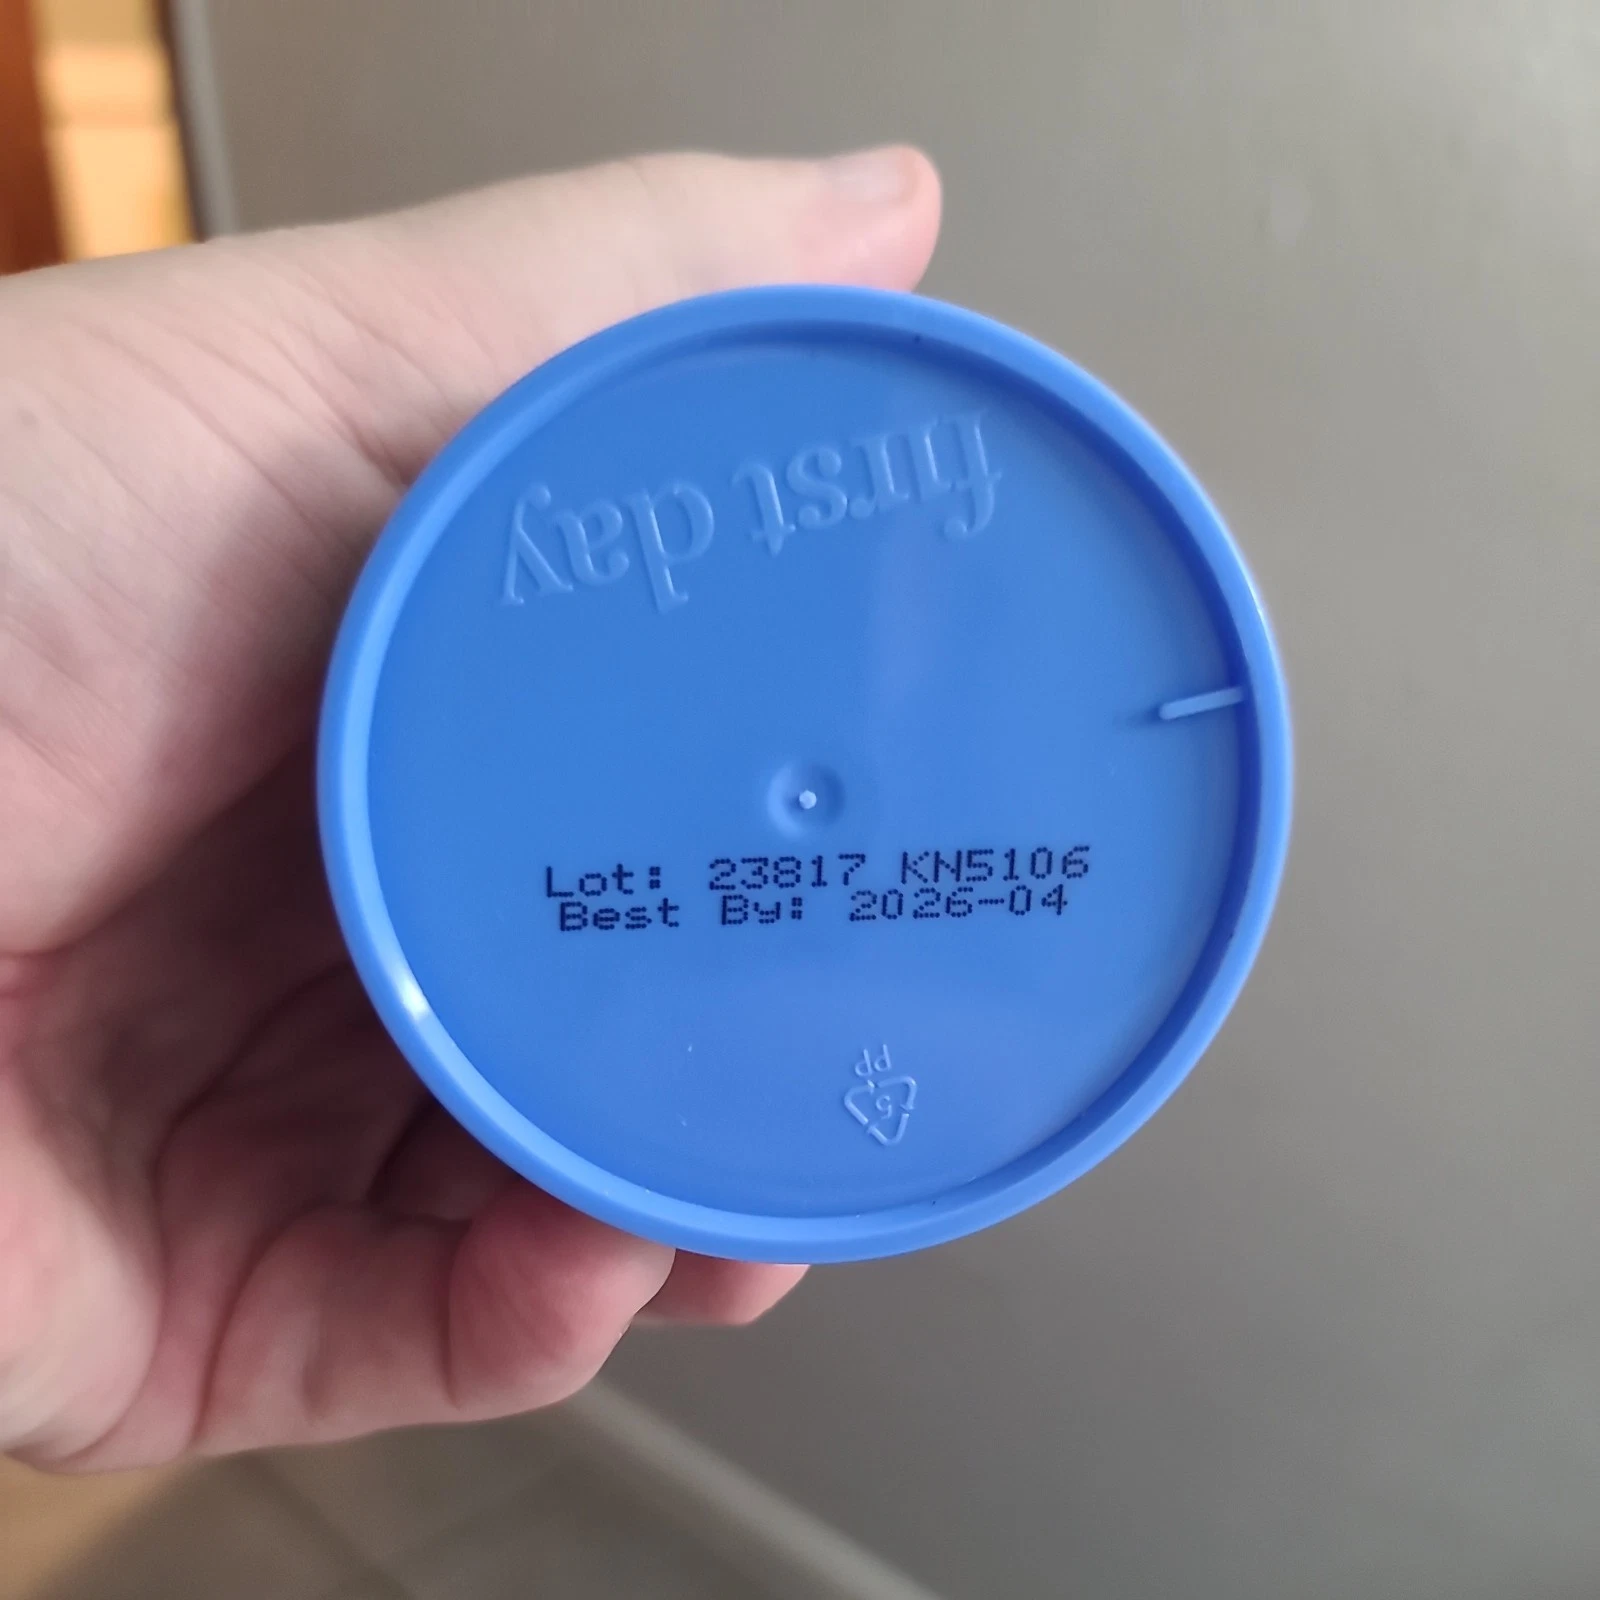 first day
Lot: 23817 KN5106
Best By: 2026-04
PP
5